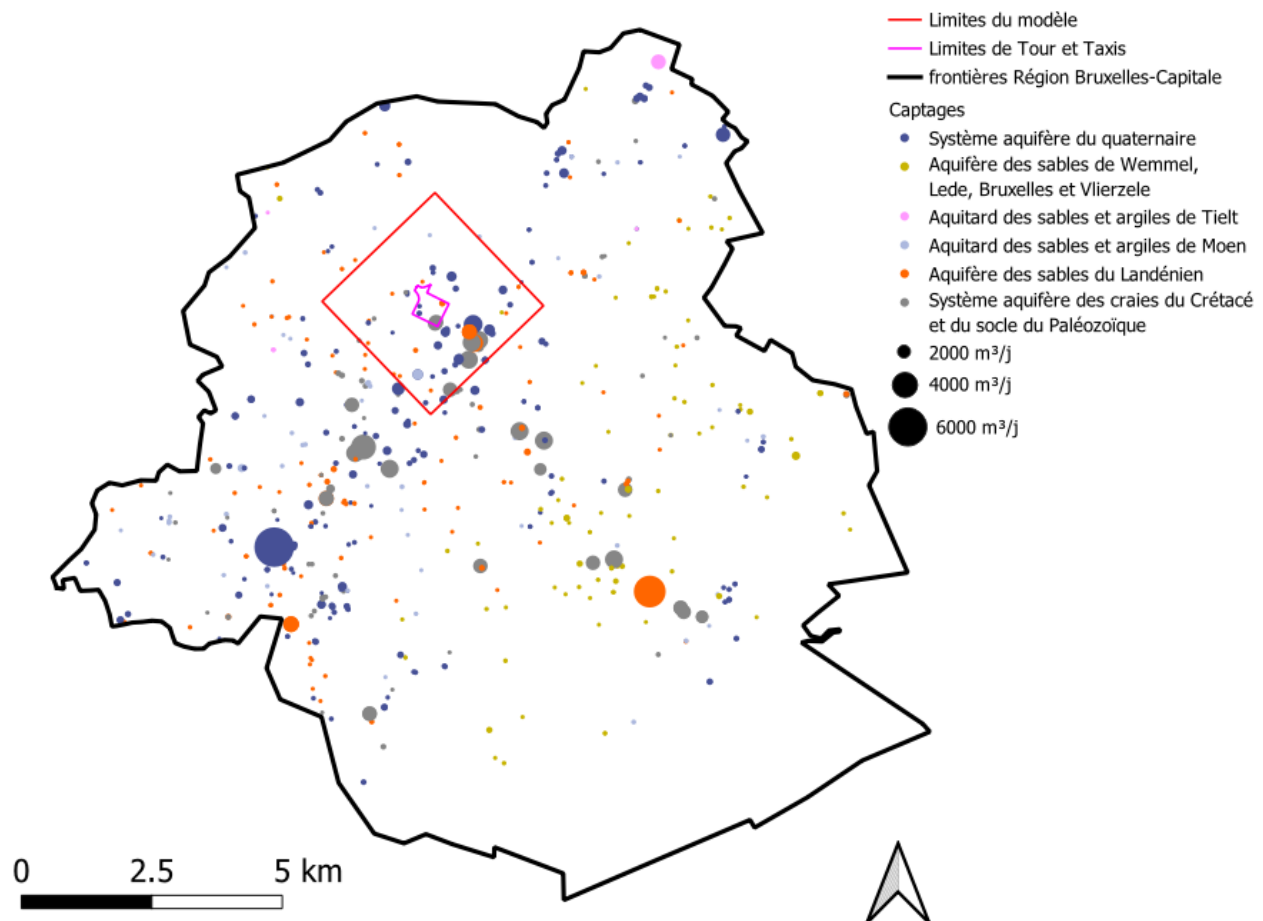 Limites du modèle
Limites de Tour et Taxis
frontières Région Bruxelles-Capitale
Captages
Système aquifère du quaternaire
Aquifère des sables de Wemmel,
Lede, Bruxelles et Vlierzele
Aquitard des sables et argiles de Tielt
Aquitard des sables et argiles de Moen
Aquifère des sables du Landénien
Système aquifère des craies du Crétacé
et du socle du Paléozoïque
2000 m³/j
4000 m³/j
6000 m³/j
0 2.5 5 km